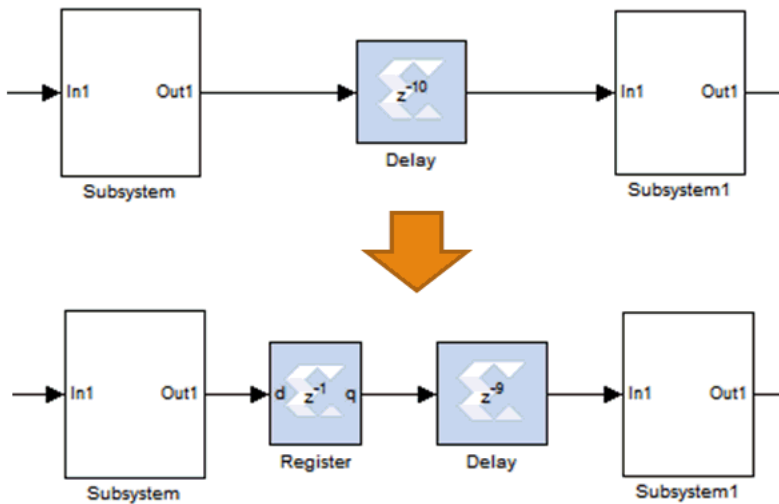 In1 Out1 z-10 In1 Out1
Subsystem Delay Subsystem1
In1 Out1 d z-1 q z-9 In1 Out1
Subsystem Register Delay Subsystem1